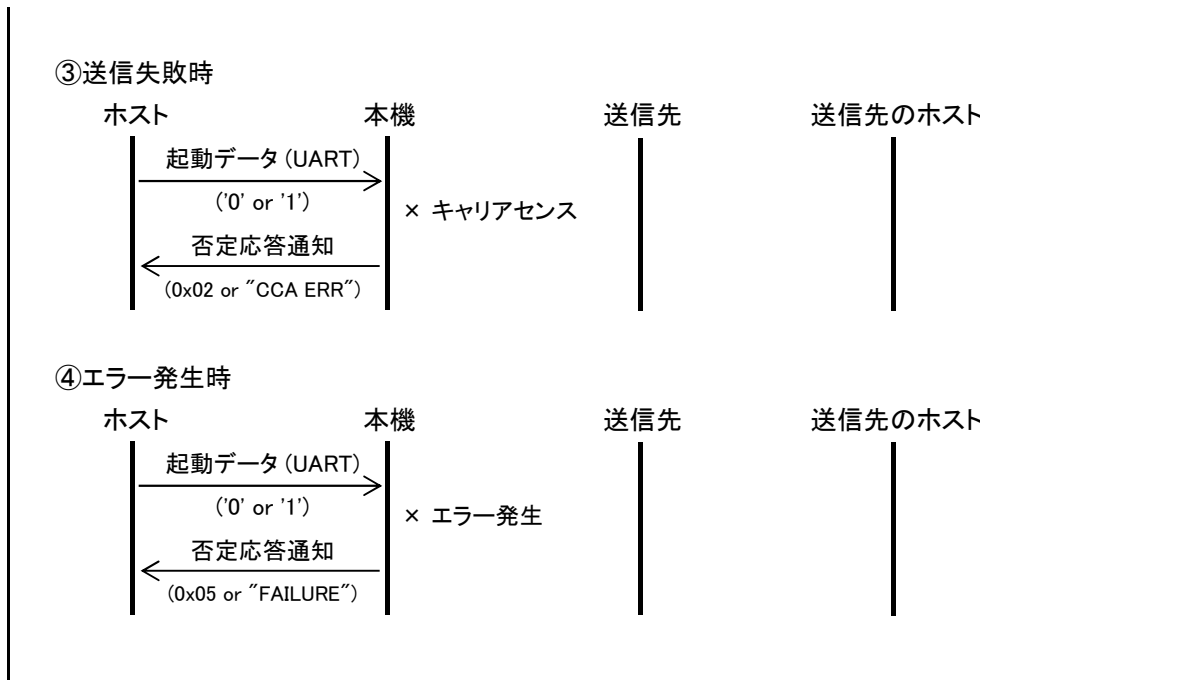 ③送信失敗時
ホスト 本機 送信先 送信先のホスト
起動データ(UART)
('0' or '1')
× キャリアセンス
否定応答通知
(0x02 or "CCA ERR")
④エラー発生時
ホスト 本機 送信先 送信先のホスト
起動データ(UART)
('0' or '1')
× エラー発生
否定応答通知
(0x05 or "FAILURE")